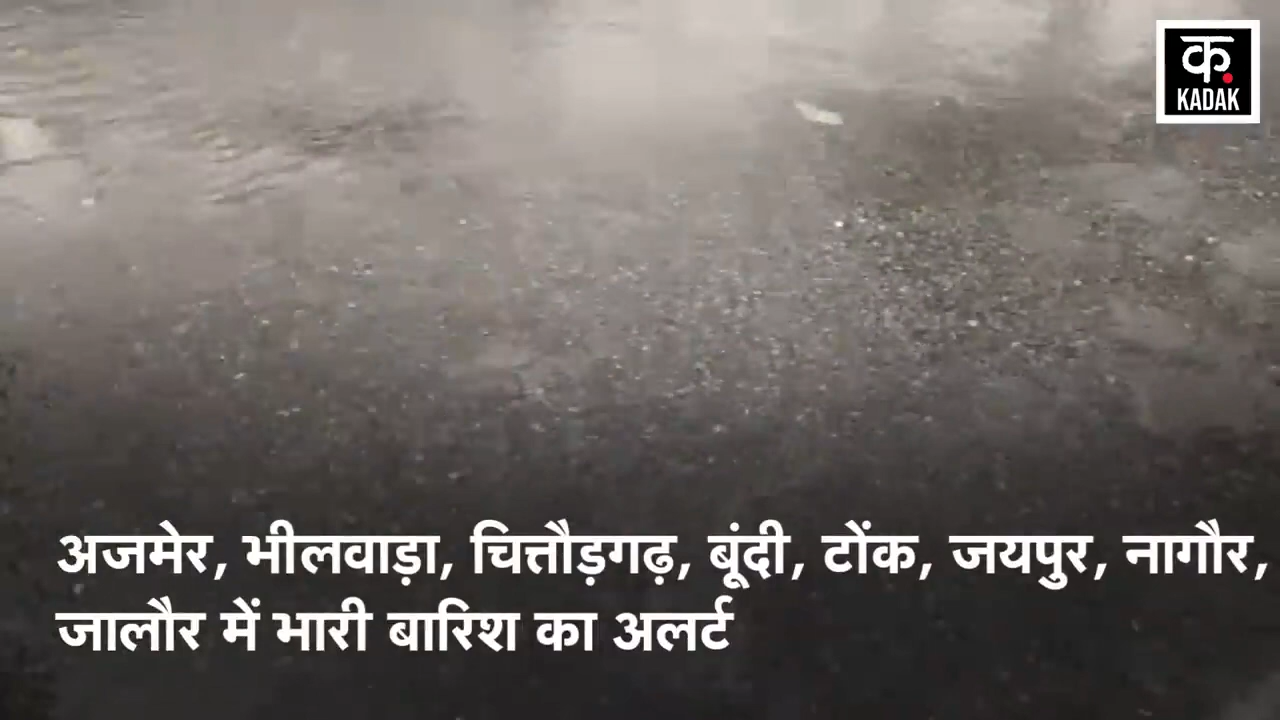 क.
KADAK
अजमेर, भीलवाड़ा, चित्तौड़गढ़, बूंदी, टोंक, जयपुर, नागौर,
जालौर में भारी बारिश का अलर्ट